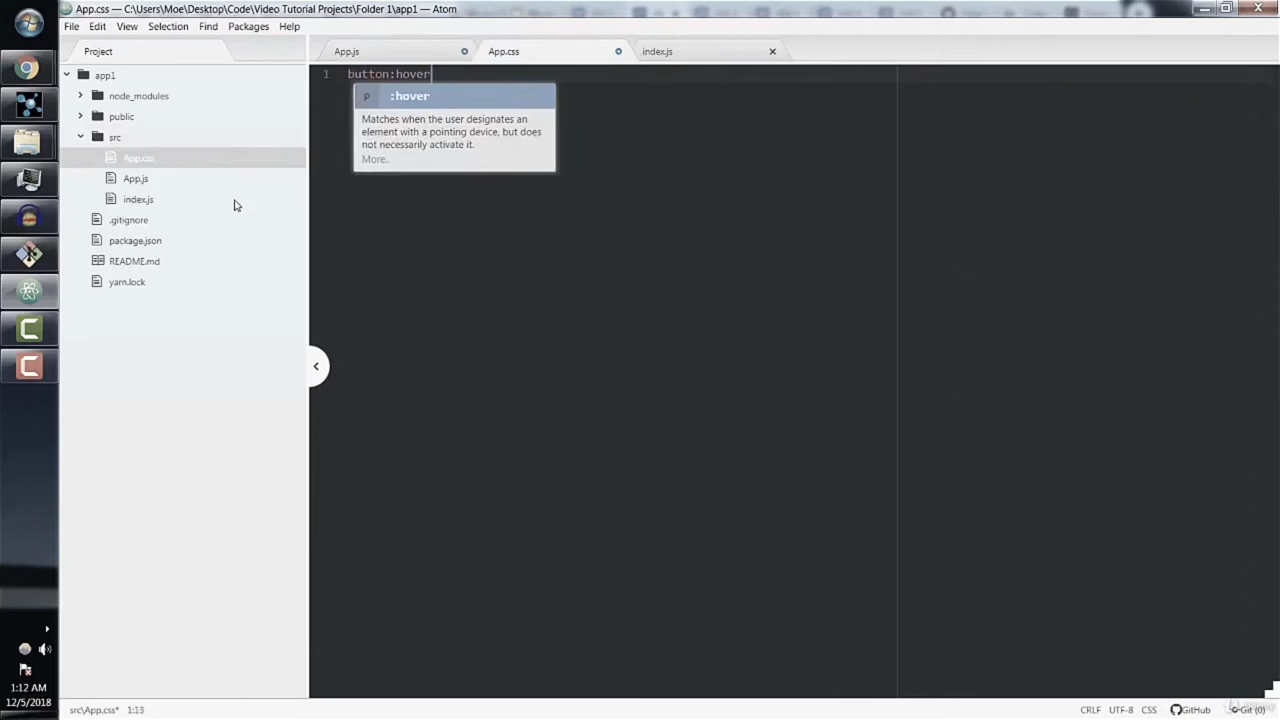 App.css — C:\Users\Moe\Desktop\Code\Video Tutorial Projects\Folder 1\app1 — Atom
File Edit View Selection Find Packages Help
Project
App.js
App.css
index.js
app1
node_modules
public
src
App.css
App.js
index.js
.gitignore
package.json
README.md
yarn.lock
1 button:hover
p :hover
Matches when the user designates an
element with a pointing device, but does
not necessarily activate it.
More..
1:12 AM
12/5/2018
src\App.css* 1:13
CRLF UTF-8 CSS GitHub Git (0)